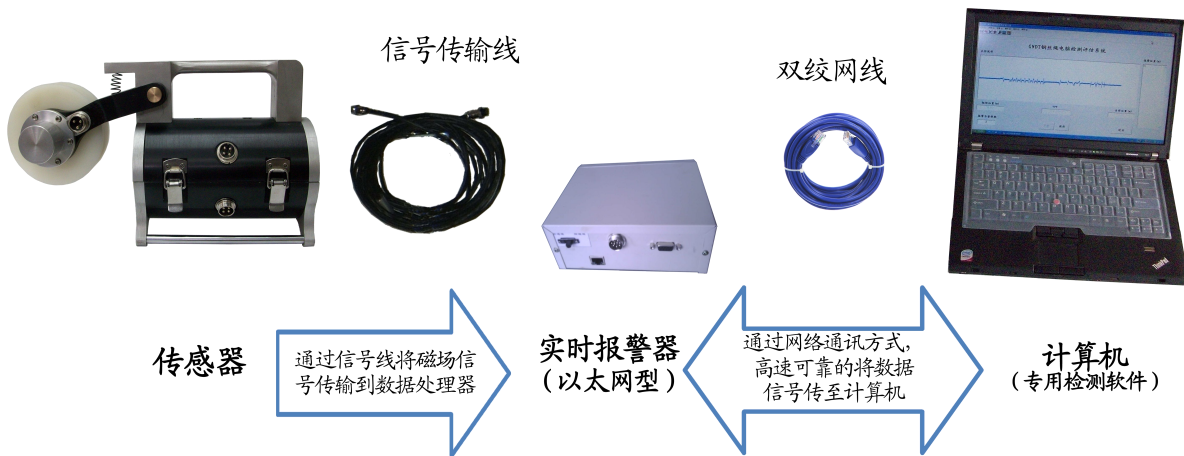 信号传输线
双绞网线
传感器
通过信号线将磁场信
号传输到数据处理器
实时报警器
（以太网型）
通过网络通讯方式，
高速可靠的将数据
信号传至计算机
计算机
（专用检测软件）
ThinkPad